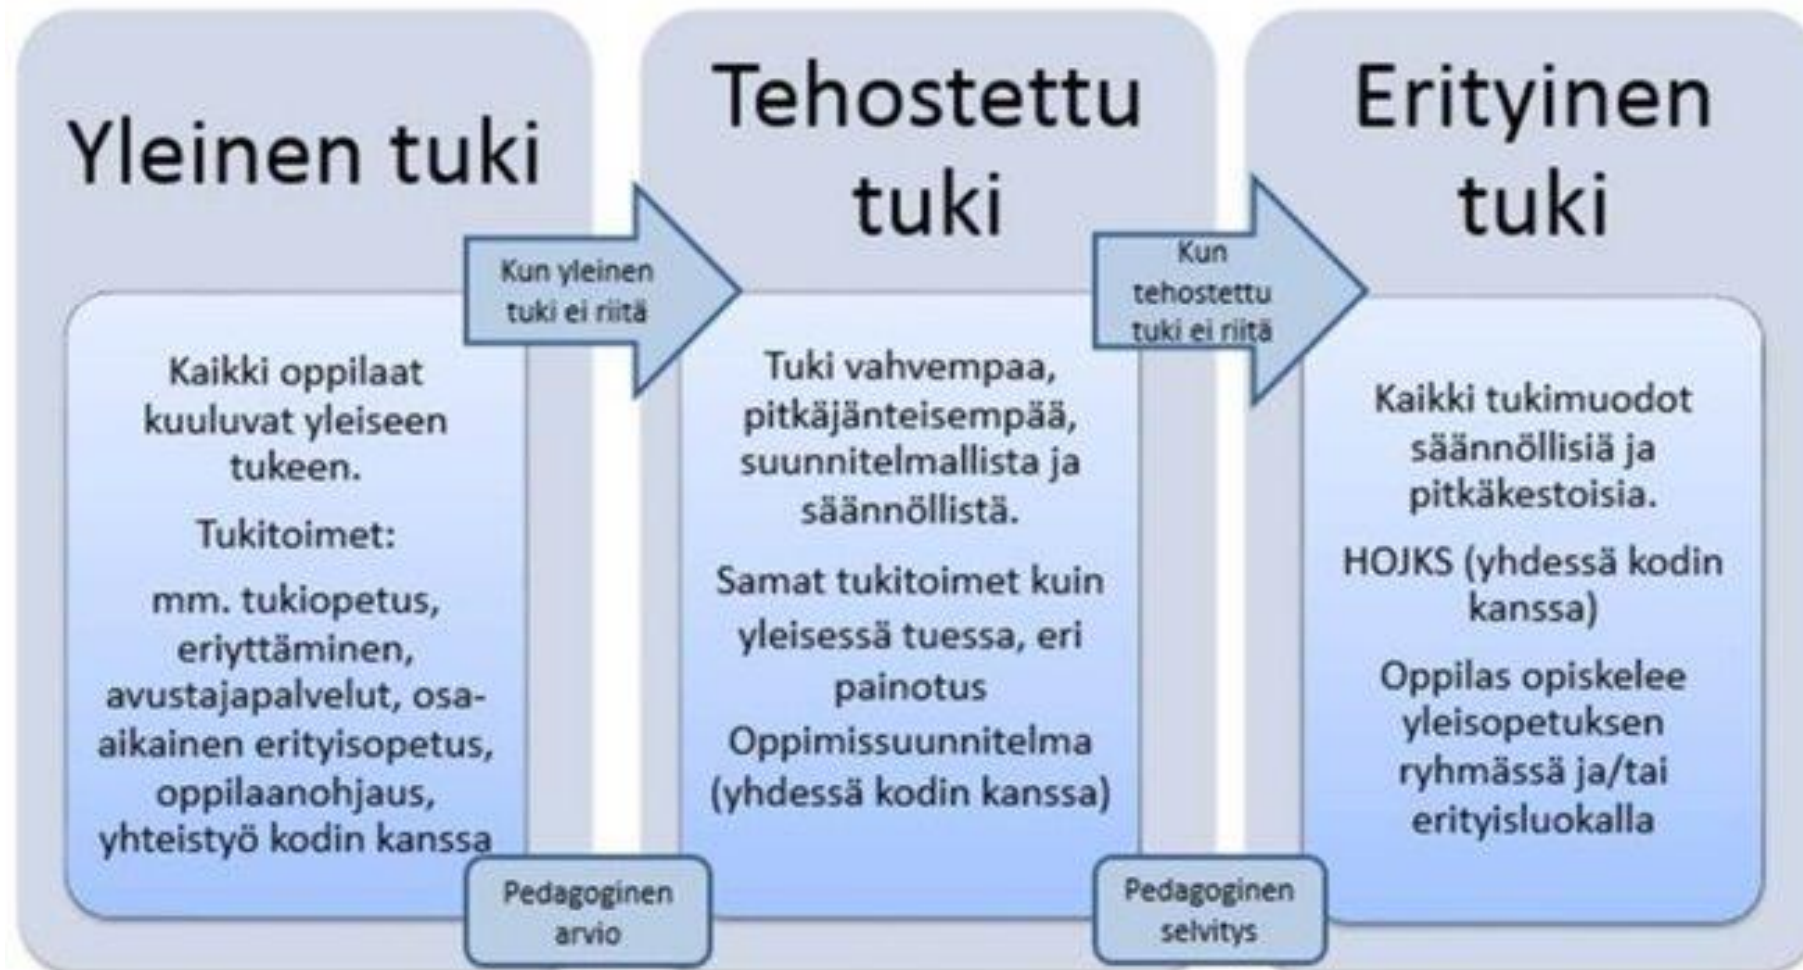 Yleinen tuki
Kaikki oppilaat
kuuluvat yleiseen
tukeen.
Tukitoimet:
mm. tukiopetus,
eriyttäminen,
avustajapalvelut, osa-
aikainen erityisopetus,
oppilaanohjaus,
yhteistyö kodin kanssa
Kun yleinen
tuki ei riitä
Pedagoginen
arvio
Tehostettu
tuki
Tuki vahvempaa,
pitkäjänteisempää,
suunnitelmallista ja
säännöllistä.
Samat tukitoimet kuin
yleisessä tuessa, eri
painotus
Oppimissuunnitelma
(yhdessä kodin kanssa)
Kun
tehostettu
tuki ei riitä
Pedagoginen
selvitys
Erityinen
tuki
Kaikki tukimuodot
säännöllisiä ja
pitkäkestoisia.
HOJKS (yhdessä kodin
kanssa)
Oppilas opiskelee
yleisopetuksen
ryhmässä ja/tai
erityisluokalla